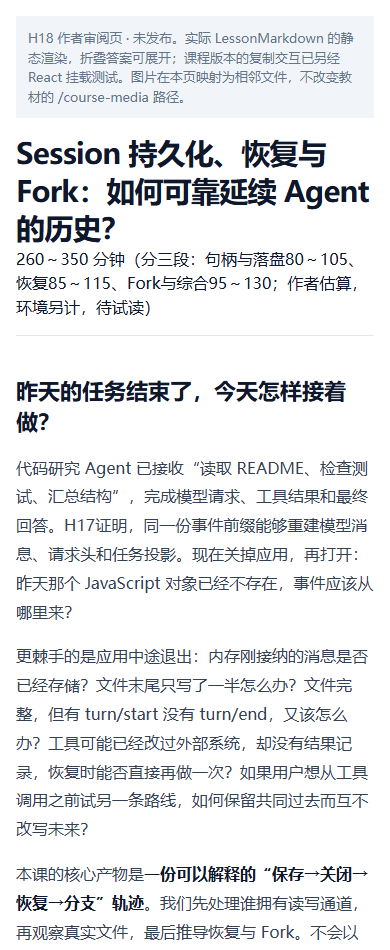 H18 作者审阅页 · 未发布。实际 LessonMarkdown 的静
态渲染，折叠答案可展开；课程版本的复制交互已另经
React 挂载测试。图片在本页映射为相邻文件，不改变教
材的 /course-media 路径。
Session 持久化、恢复与
Fork：如何可靠延续 Agent
的历史？
260～350 分钟（分三段：句柄与落盘80～105、
恢复85～115、Fork与综合95～130；作者估算，
环境另计，待试读）
昨天的任务结束了，今天怎样接着
做？
代码研究 Agent 已接收“读取 README、检查测
试、汇总结构”，完成模型请求、工具结果和最终
回答。H17证明，同一份事件前缀能够重建模型消
息、请求头和任务投影。现在关掉应用，再打开：
昨天那个 JavaScript 对象已经不存在，事件应该从
哪里来？
更棘手的是应用中途退出：内存刚接纳的消息是否
已经存储？文件末尾只写了一半怎么办？文件完
整，但有 turn/start 没有 turn/end，又该怎么
办？工具可能已经改过外部系统，却没有结果记
录，恢复时能否直接再做一次？如果用户想从工具
调用之前试另一条路线，如何保留共同过去而互不
改写未来？
本课的核心产物是一份可以解释的“保存→关闭→
恢复→分支”轨迹。我们先处理谁拥有读写通道，
再观察真实文件，最后推导恢复与 Fork。不会以